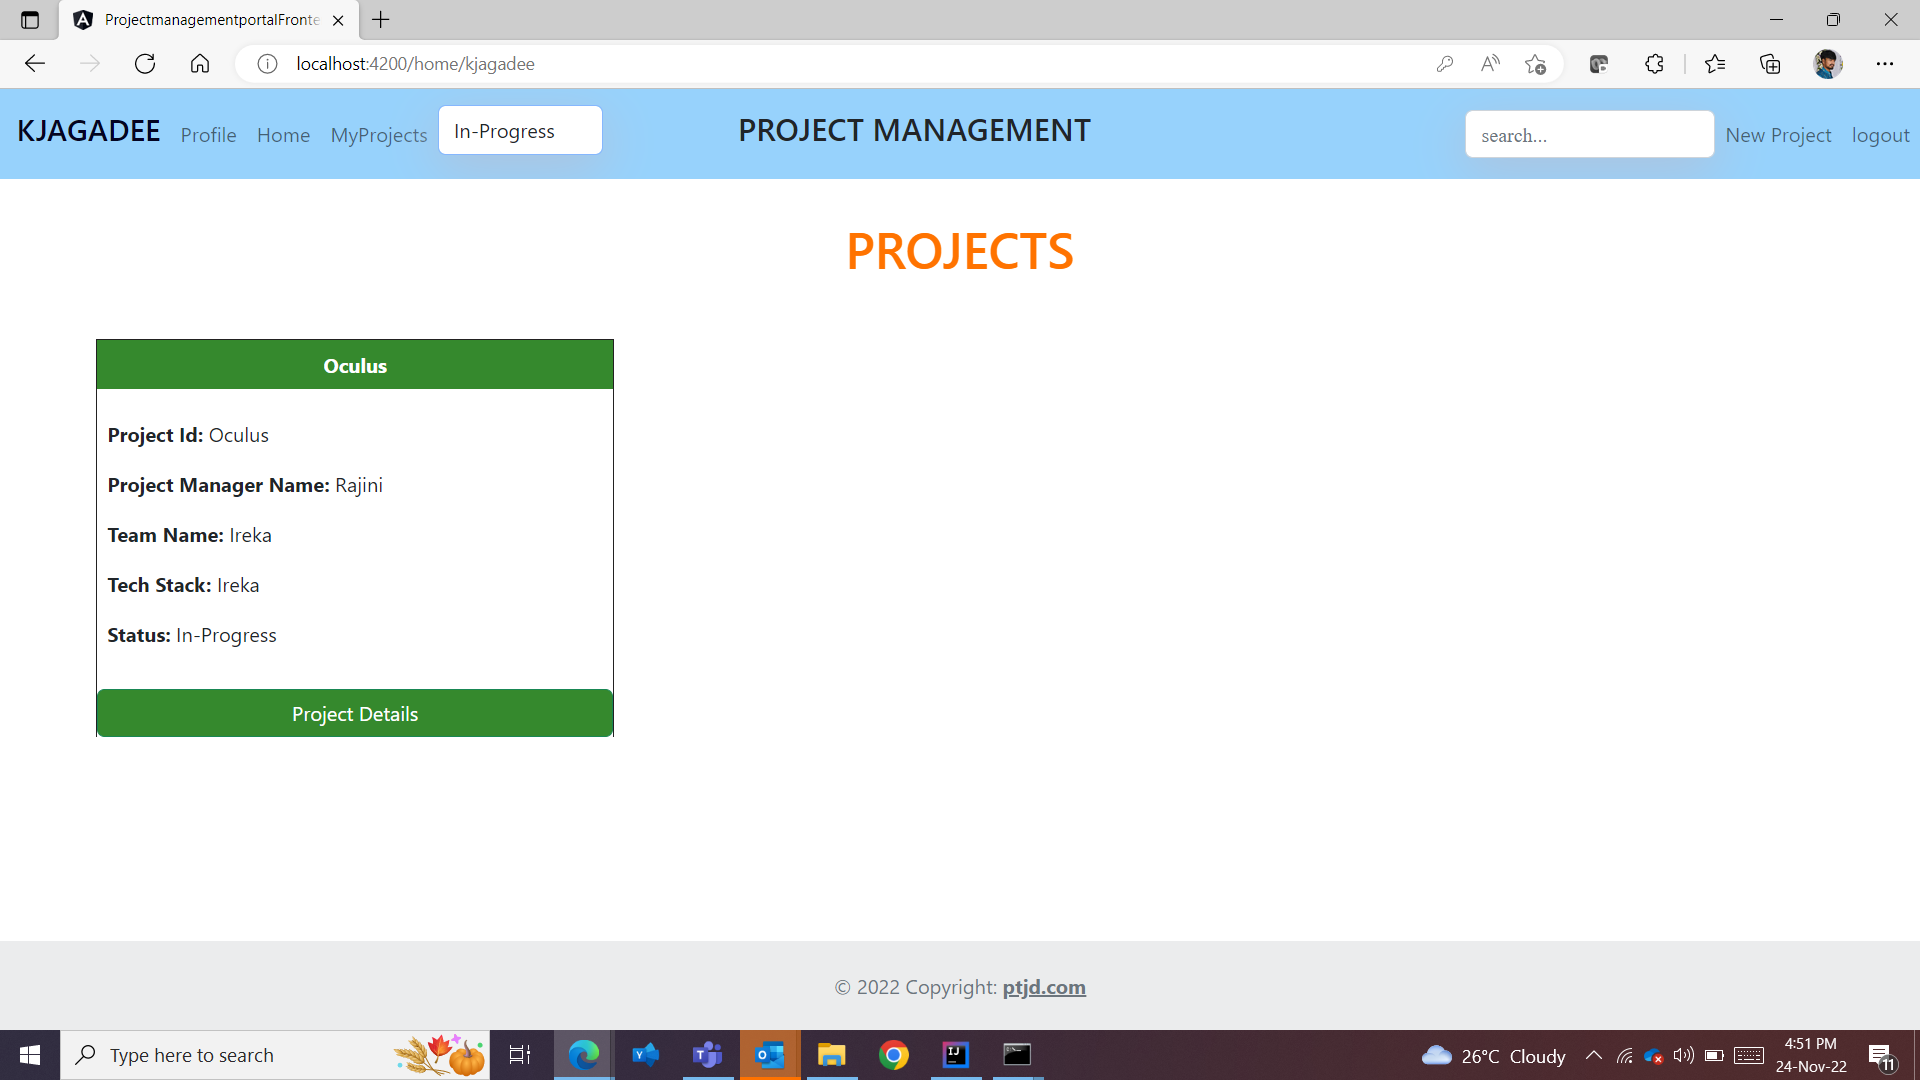 ProjectmanagementportalFronte
localhost:4200/home/kjagadee
KJAGADEE Profile Home MyProjects In-Progress PROJECT MANAGEMENT search... New Project logout
PROJECTS
Oculus
Project Id: Oculus
Project Manager Name: Rajini
Team Name: Ireka
Tech Stack: Ireka
Status: In-Progress
Project Details
© 2022 Copyright: ptjd.com
Type here to search
26°C Cloudy
4:51 PM
24-Nov-22
11